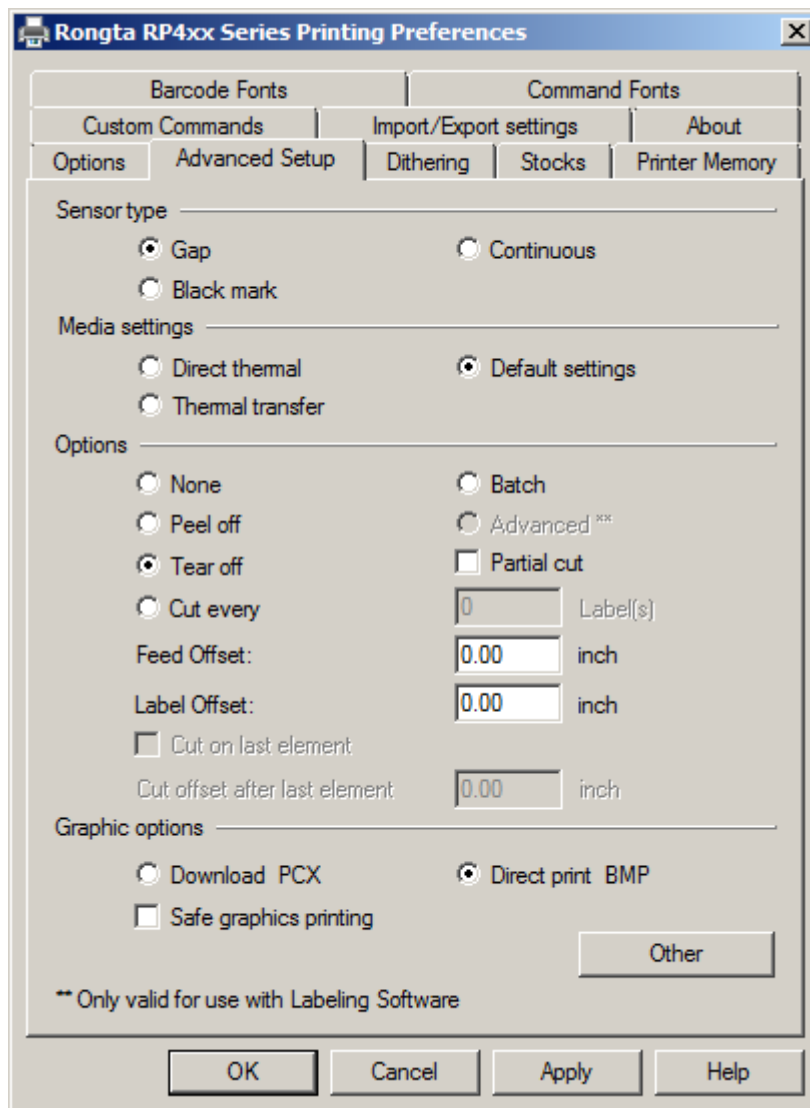 Rongta RP4xx Series Printing Preferences
Barcode Fonts Command Fonts
Custom Commands Import/Export settings About
Options Advanced Setup Dithering Stocks Printer Memory
Sensor type
Gap Continuous
Black mark
Media settings
Direct thermal Default settings
Thermal transfer
Options
None Batch
Peel off Advanced **
Tear off Partial cut
Cut every 0 Label(s)
Feed Offset: 0.00 inch
Label Offset: 0.00 inch
Cut on last element
Cut offset after last element 0.00 inch
Graphic options
Download PCX Direct print BMP
Safe graphics printing
Other
** Only valid for use with Labeling Software
OK Cancel Apply Help